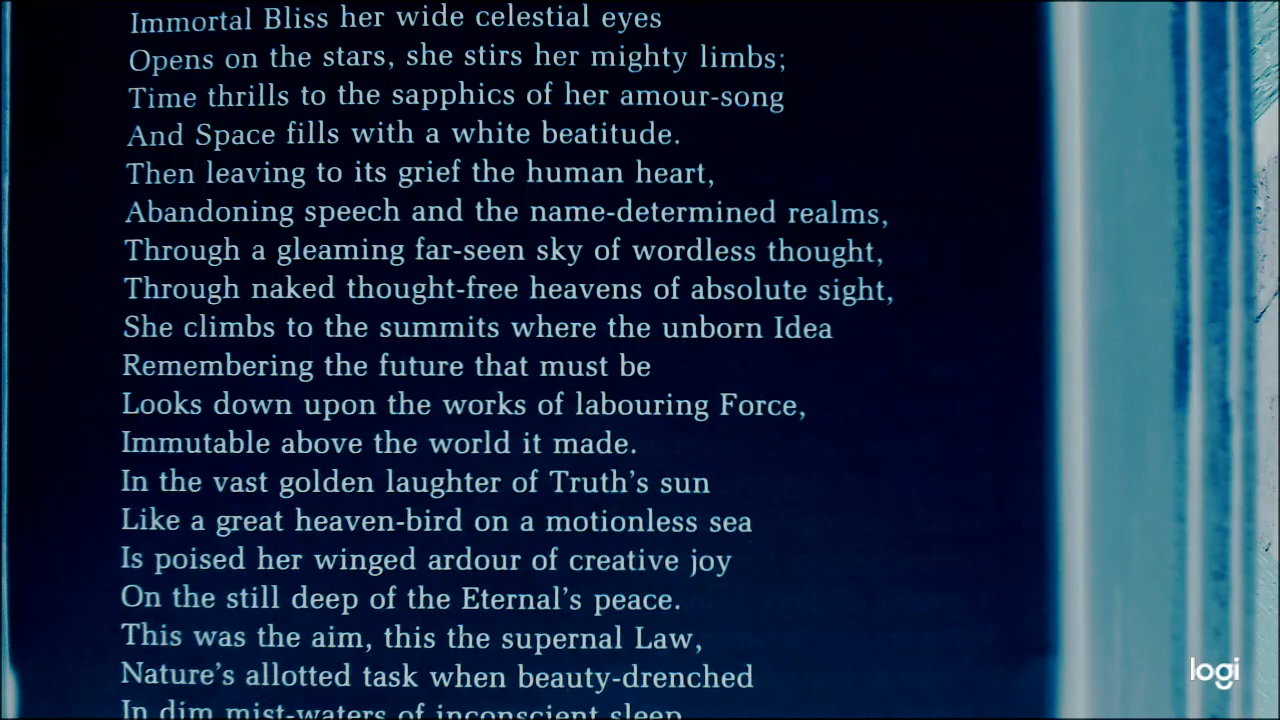 Immortal Bliss her wide celestial eyes
Opens on the stars, she stirs her mighty limbs;
Time thrills to the sapphics of her amour-song
And Space fills with a white beatitude.
Then leaving to its grief the human heart,
Abandoning speech and the name-determined realms,
Through a gleaming far-seen sky of wordless thought,
Through naked thought-free heavens of absolute sight,
She climbs to the summits where the unborn Idea
Remembering the future that must be
Looks down upon the works of labouring Force,
Immutable above the world it made.
In the vast golden laughter of Truth's sun
Like a great heaven-bird on a motionless sea
Is poised her winged ardour of creative joy
On the still deep of the Eternal's peace.
This was the aim, this the supernal Law,
Nature's allotted task when beauty-drenched
In dim mist-waters of inconscient sleep,
logi